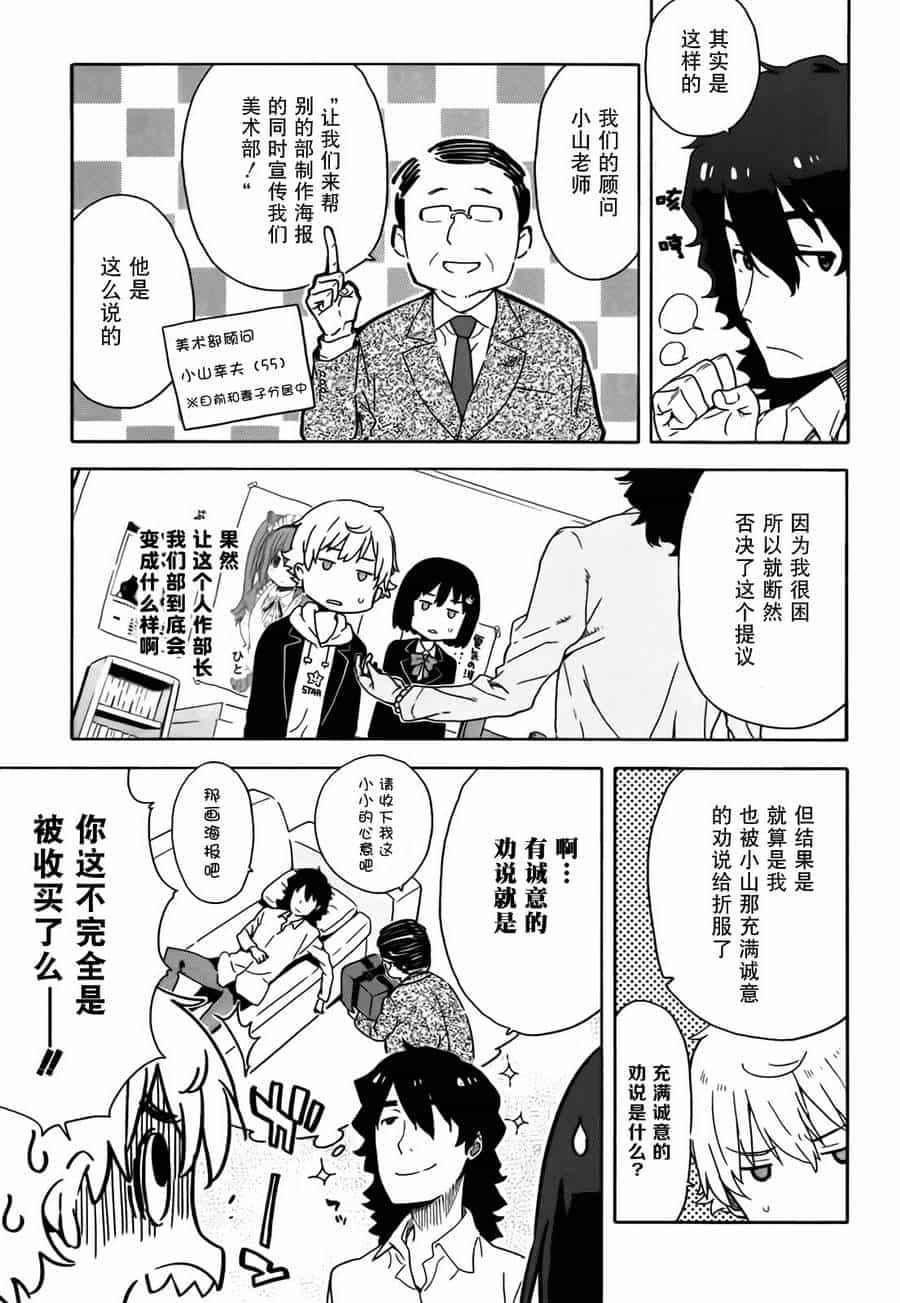 其实是
这样的
咳
哼
我们的顾问
小山老师
“让我们来帮
别的部制作海报
的同时宣传我们
美术部！”
他是
这么说的
美术部顾问
小山幸夫（55）
※目前和妻子分居中
因为我很困
所以就断然
否决了这个提议
果然
让这个人作部长
我们部到底会
变成什么样啊
ぷ
ひと
STAR
但结果是
就算是我
也被小山那充满诚意
的劝说给折服了
充满诚意的
劝说是什么？
啊…
有诚意的
劝说就是
请收下我这
小小的心意吧
那画海报吧
你这不完全是
被收买了么——!!